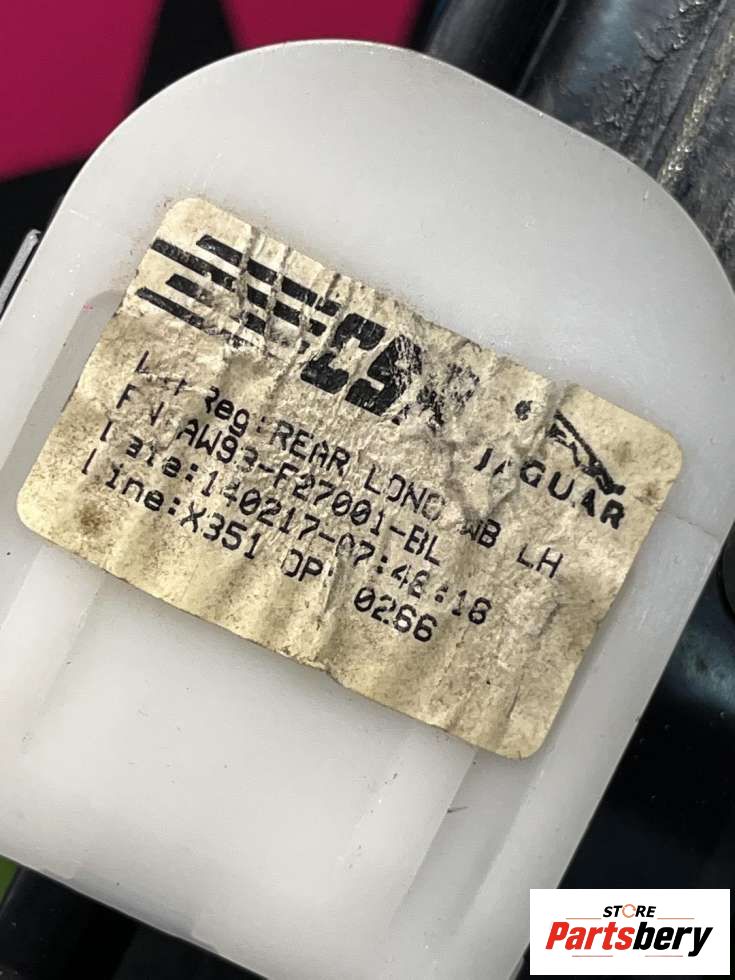 JAGUAR
Reg: REAR LONG WB LH
AW93-F27001-BL
Date:140217-07:48:18
Line:X351 OP: 0266
STORE
Partsbery